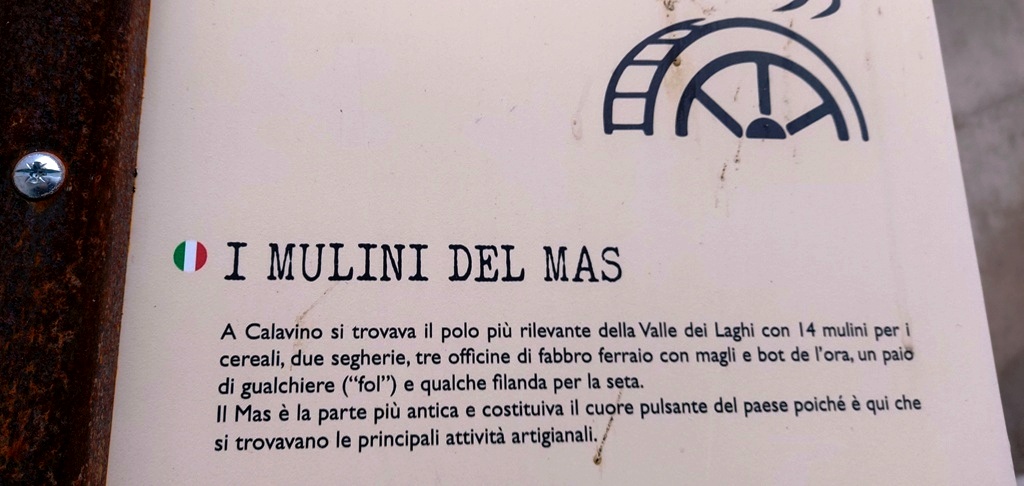 I MULINI DEL MAS
A Calavino si trovava il polo più rilevante della Valle dei Laghi con 14 mulini per i
cereali, due segherie, tre officine di fabbro ferraio con magli e bot de l'ora, un paio
di gualchiere ("fol") e qualche filanda per la seta.
Il Mas è la parte più antica e costituiva il cuore pulsante del paese poiché è qui che
si trovavano le principali attività artigianali.